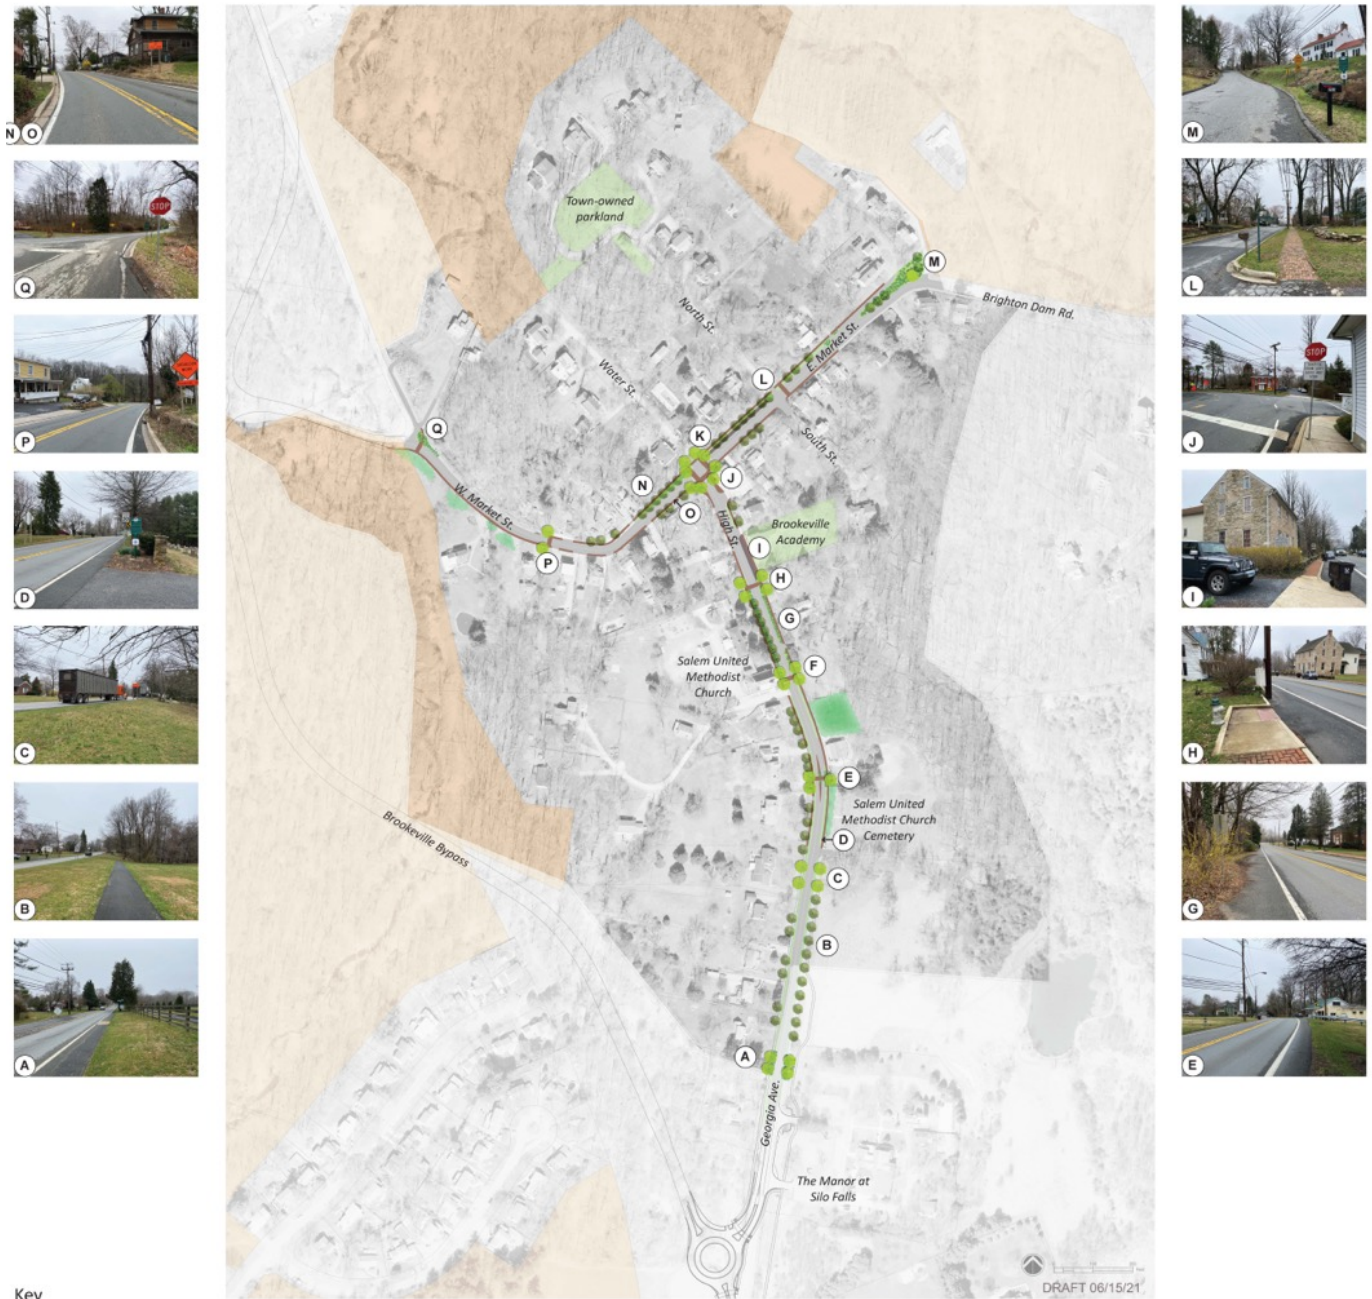 N O
STOP
Q
P
D
C
B
A
Town-owned
parkland
North St.
Water St.
M
Brighton Dam Rd.
E. Market St.
L
K
South St.
Q
J
N
O
W. Market St.
High St.
Brookeville
Academy
I
P
H
G
Salem United
Methodist
Church
F
E
Salem United
Methodist Church
Cemetery
Brookeville Bypass
D
C
B
A
Georgia Ave.
The Manor at
Silo Falls
DRAFT 06/15/21
M
L
STOP
J
I
H
G
E
Key